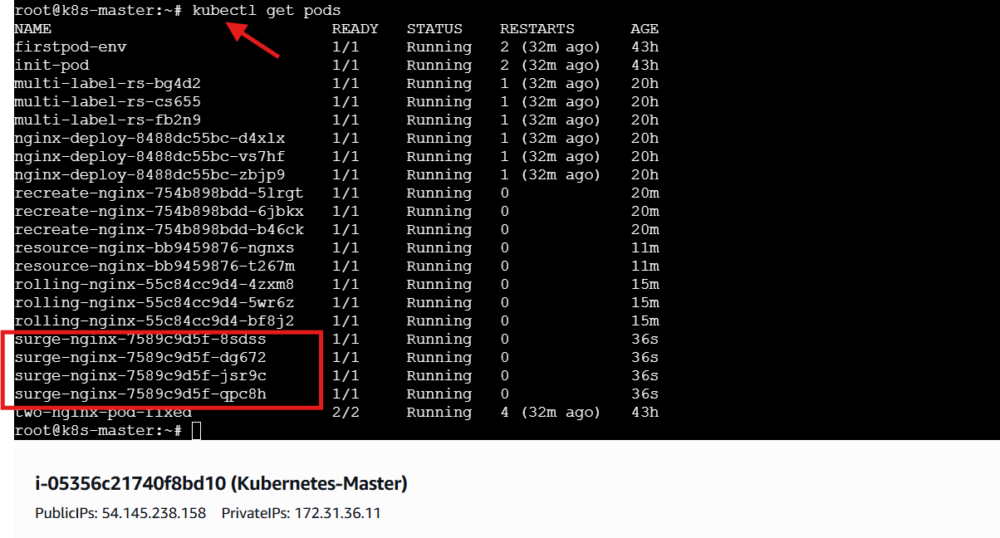 root@k8s-master:~# kubectl get pods
NAME READY STATUS RESTARTS AGE
firstpod-env 1/1 Running 2 (32m ago) 43h
init-pod 1/1 Running 2 (32m ago) 43h
multi-label-rs-bg4d2 1/1 Running 1 (32m ago) 20h
multi-label-rs-cs655 1/1 Running 1 (32m ago) 20h
multi-label-rs-fb2n9 1/1 Running 1 (32m ago) 20h
nginx-deploy-8488dc55bc-d4xlx 1/1 Running 1 (32m ago) 20h
nginx-deploy-8488dc55bc-vs7hf 1/1 Running 1 (32m ago) 20h
nginx-deploy-8488dc55bc-zbjp9 1/1 Running 1 (32m ago) 20h
recreate-nginx-754b898bdd-5lrgt 1/1 Running 0 20m
recreate-nginx-754b898bdd-6jbkx 1/1 Running 0 20m
recreate-nginx-754b898bdd-b46ck 1/1 Running 0 20m
resource-nginx-bb9459876-ngnxs 1/1 Running 0 11m
resource-nginx-bb9459876-t267m 1/1 Running 0 11m
rolling-nginx-55c84cc9d4-4zxm8 1/1 Running 0 15m
rolling-nginx-55c84cc9d4-5wr6z 1/1 Running 0 15m
rolling-nginx-55c84cc9d4-bf8j2 1/1 Running 0 15m
surge-nginx-7589c9d5f-8sdss 1/1 Running 0 36s
surge-nginx-7589c9d5f-dg672 1/1 Running 0 36s
surge-nginx-7589c9d5f-jsr9c 1/1 Running 0 36s
surge-nginx-7589c9d5f-qpc8h 1/1 Running 0 36s
two-nginx-pod-fixed 2/2 Running 4 (32m ago) 43h
root@k8s-master:~#
i-05356c21740f8bd10 (Kubernetes-Master)
PublicIPs: 54.145.238.158 PrivateIPs: 172.31.36.11